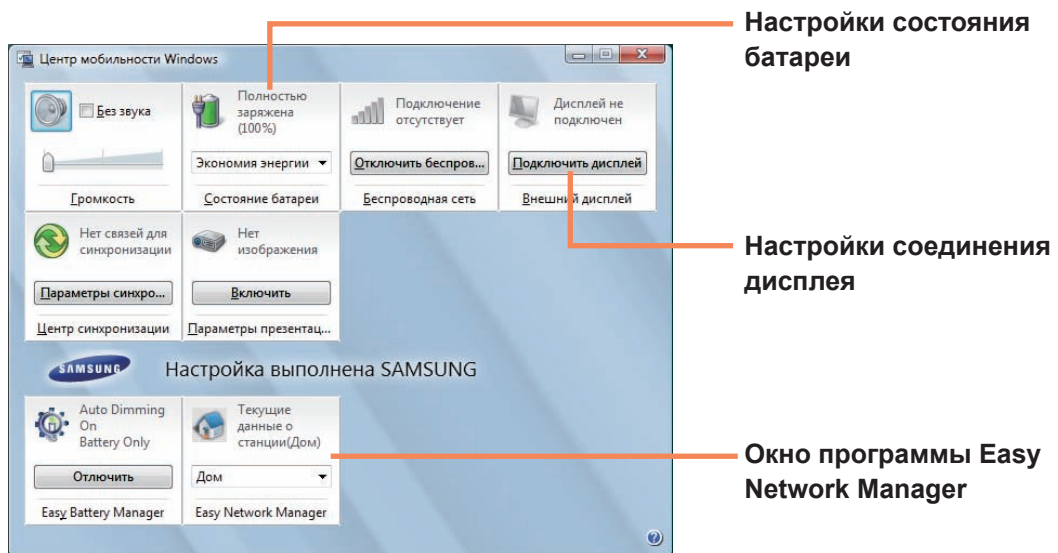 Настройки состояния
батареи
Центр мобильности Windows
Без звука
Громкость
Полностью
заряжена
(100%)
Экономия энергии
Состояние батареи
Подключение
отсутствует
Отключить беспров...
Беспроводная сеть
Дисплей не
подключен
Подключить дисплей
Внешний дисплей
Нет связей для
синхронизации
Параметры синхро...
Центр синхронизации
Нет
изображения
Включить
Параметры презентац...
Настройки соединения
дисплея
SAMSUNG
Настройка выполнена SAMSUNG
Auto Dimming
On
Battery Only
Отлючить
Easy Battery Manager
Текущие
данные о
станции(Дом)
Дом
Easy Network Manager
Окно программы Easy
Network Manager